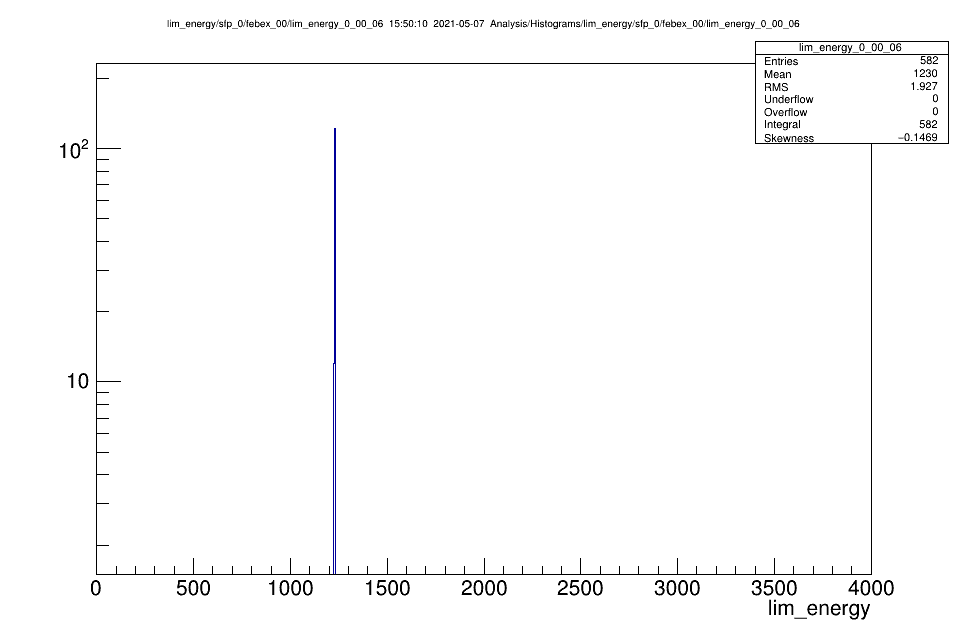 lim_energy/sfp_0/febex_00/lim_energy_0_00_06 15:50:10 2021-05-07 Analysis/Histograms/lim_energy/sfp_0/febex_00/lim_energy_0_00_06
lim_energy_0_00_06
Entries 582
Mean 1230
RMS 1.927
Underflow 0
Overflow 0
Integral 582
Skewness −0.1469
10²
10
0 500 1000 1500 2000 2500 3000 3500 4000
lim_energy